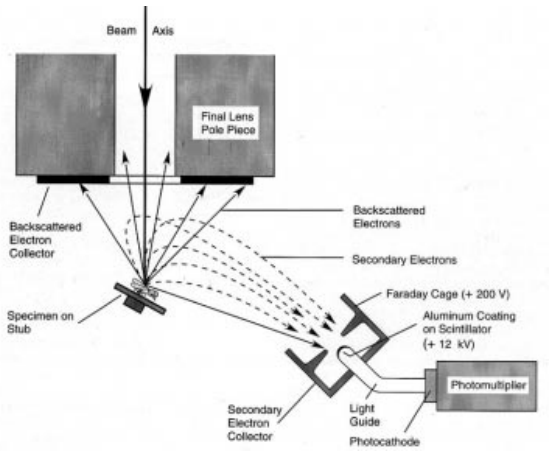 Beam Axis
Final Lens
Pole Piece
Backscattered
Electron
Collector
Backscattered
Electrons
Secondary Electrons
Specimen on
Stub
Faraday Cage (+ 200 V)
Aluminum Coating
on Scintillator
(+ 12 kV)
Photomultiplier
Secondary
Electron
Collector
Light
Guide
Photocathode